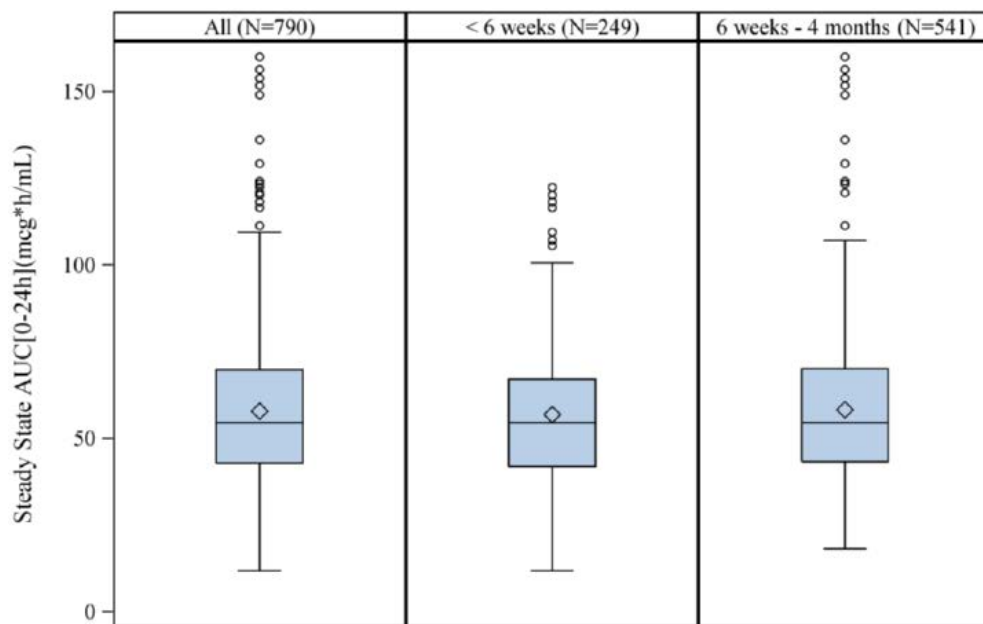 All (N=790)
< 6 weeks (N=249)
6 weeks - 4 months (N=541)
Steady State AUC[0-24h](mcg*h/mL)
150
100
50
0